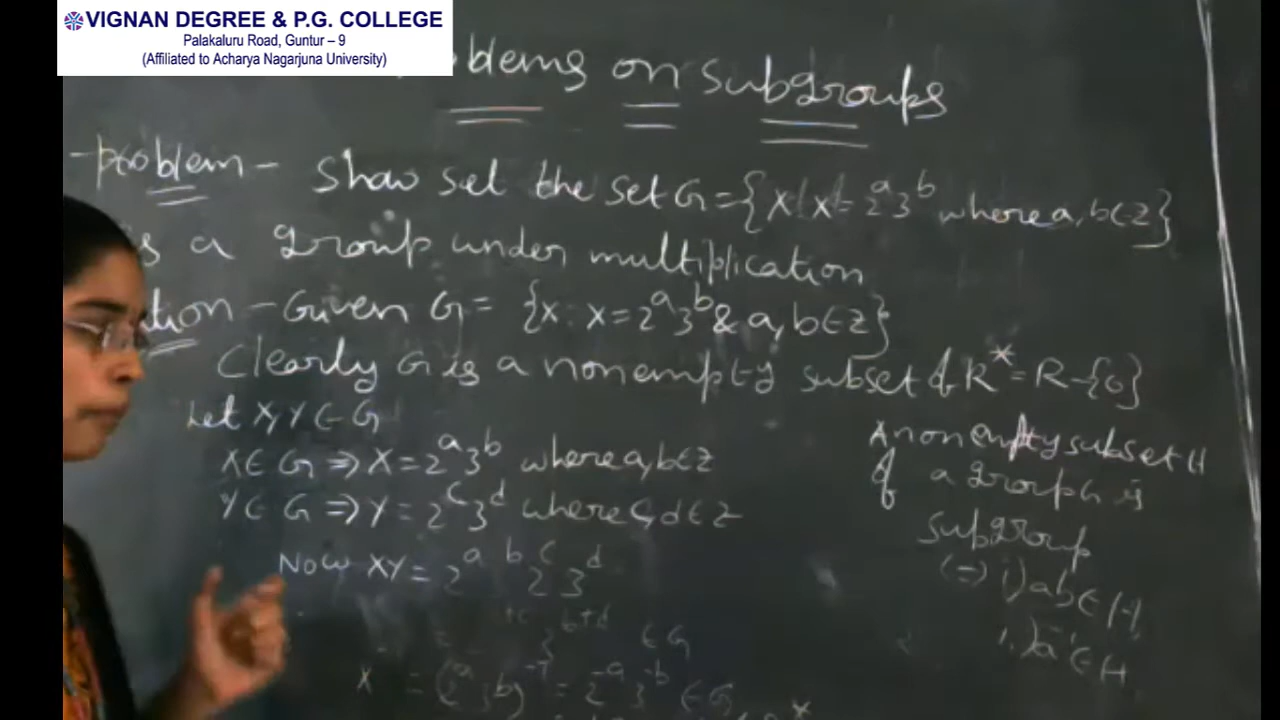 VIGNAN DEGREE & P.G. COLLEGE
Palakaluru Road, Guntur – 9
(Affiliated to Acharya Nagarjuna University)
oblems on subgroups
problem - Show set the set G = {x | x = 2^a 3^b where a, b ∈ Z}
is a group under multiplication
ution - Given G = {x : x = 2^a 3^b & a, b ∈ Z}
Clearly G is a nonempty subset of R* = R - {0}
Let x, y ∈ G
x ∈ G ⇒ x = 2^a 3^b where a, b ∈ Z
y ∈ G ⇒ y = 2^c 3^d where c, d ∈ Z
Now xy = 2^a ^b 2^c 3^d
= ^+c 3^b+d ∈ G
x = (2^a 3^b)^-1 = 2^-a 3^-b ∈ G
A nonempty subset H
of a group G is
subgroup
(⇒ i) ab ∈ H,
i) a^-1 ∈ H